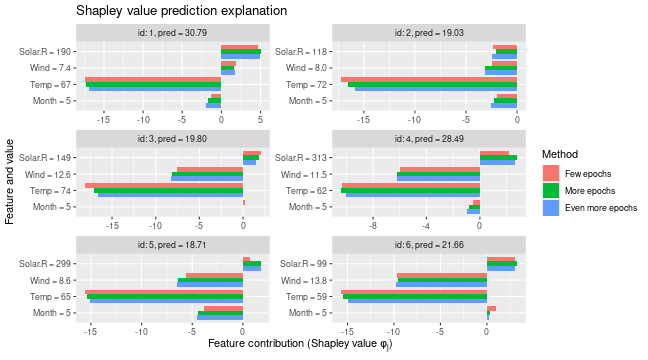 Shapley value prediction explanation
id: 1, pred = 30.79
id: 2, pred = 19.03
Solar.R = 190
Wind = 7.4
Temp = 67
Month = 5
-15 -10 -5 0 5
Solar.R = 118
Wind = 8.0
Temp = 72
Month = 5
-15 -10 -5 0
id: 3, pred = 19.80
id: 4, pred = 28.49
Solar.R = 149
Wind = 12.6
Temp = 74
Month = 5
-15 -10 -5 0
Solar.R = 313
Wind = 11.5
Temp = 62
Month = 5
-8 -4 0
id: 5, pred = 18.71
id: 6, pred = 21.66
Solar.R = 299
Wind = 8.6
Temp = 65
Month = 5
-15 -10 -5 0
Solar.R = 99
Wind = 13.8
Temp = 59
Month = 5
-15 -10 -5 0
Feature and value
Feature contribution (Shapley value φj)
Method
Few epochs
More epochs
Even more epochs